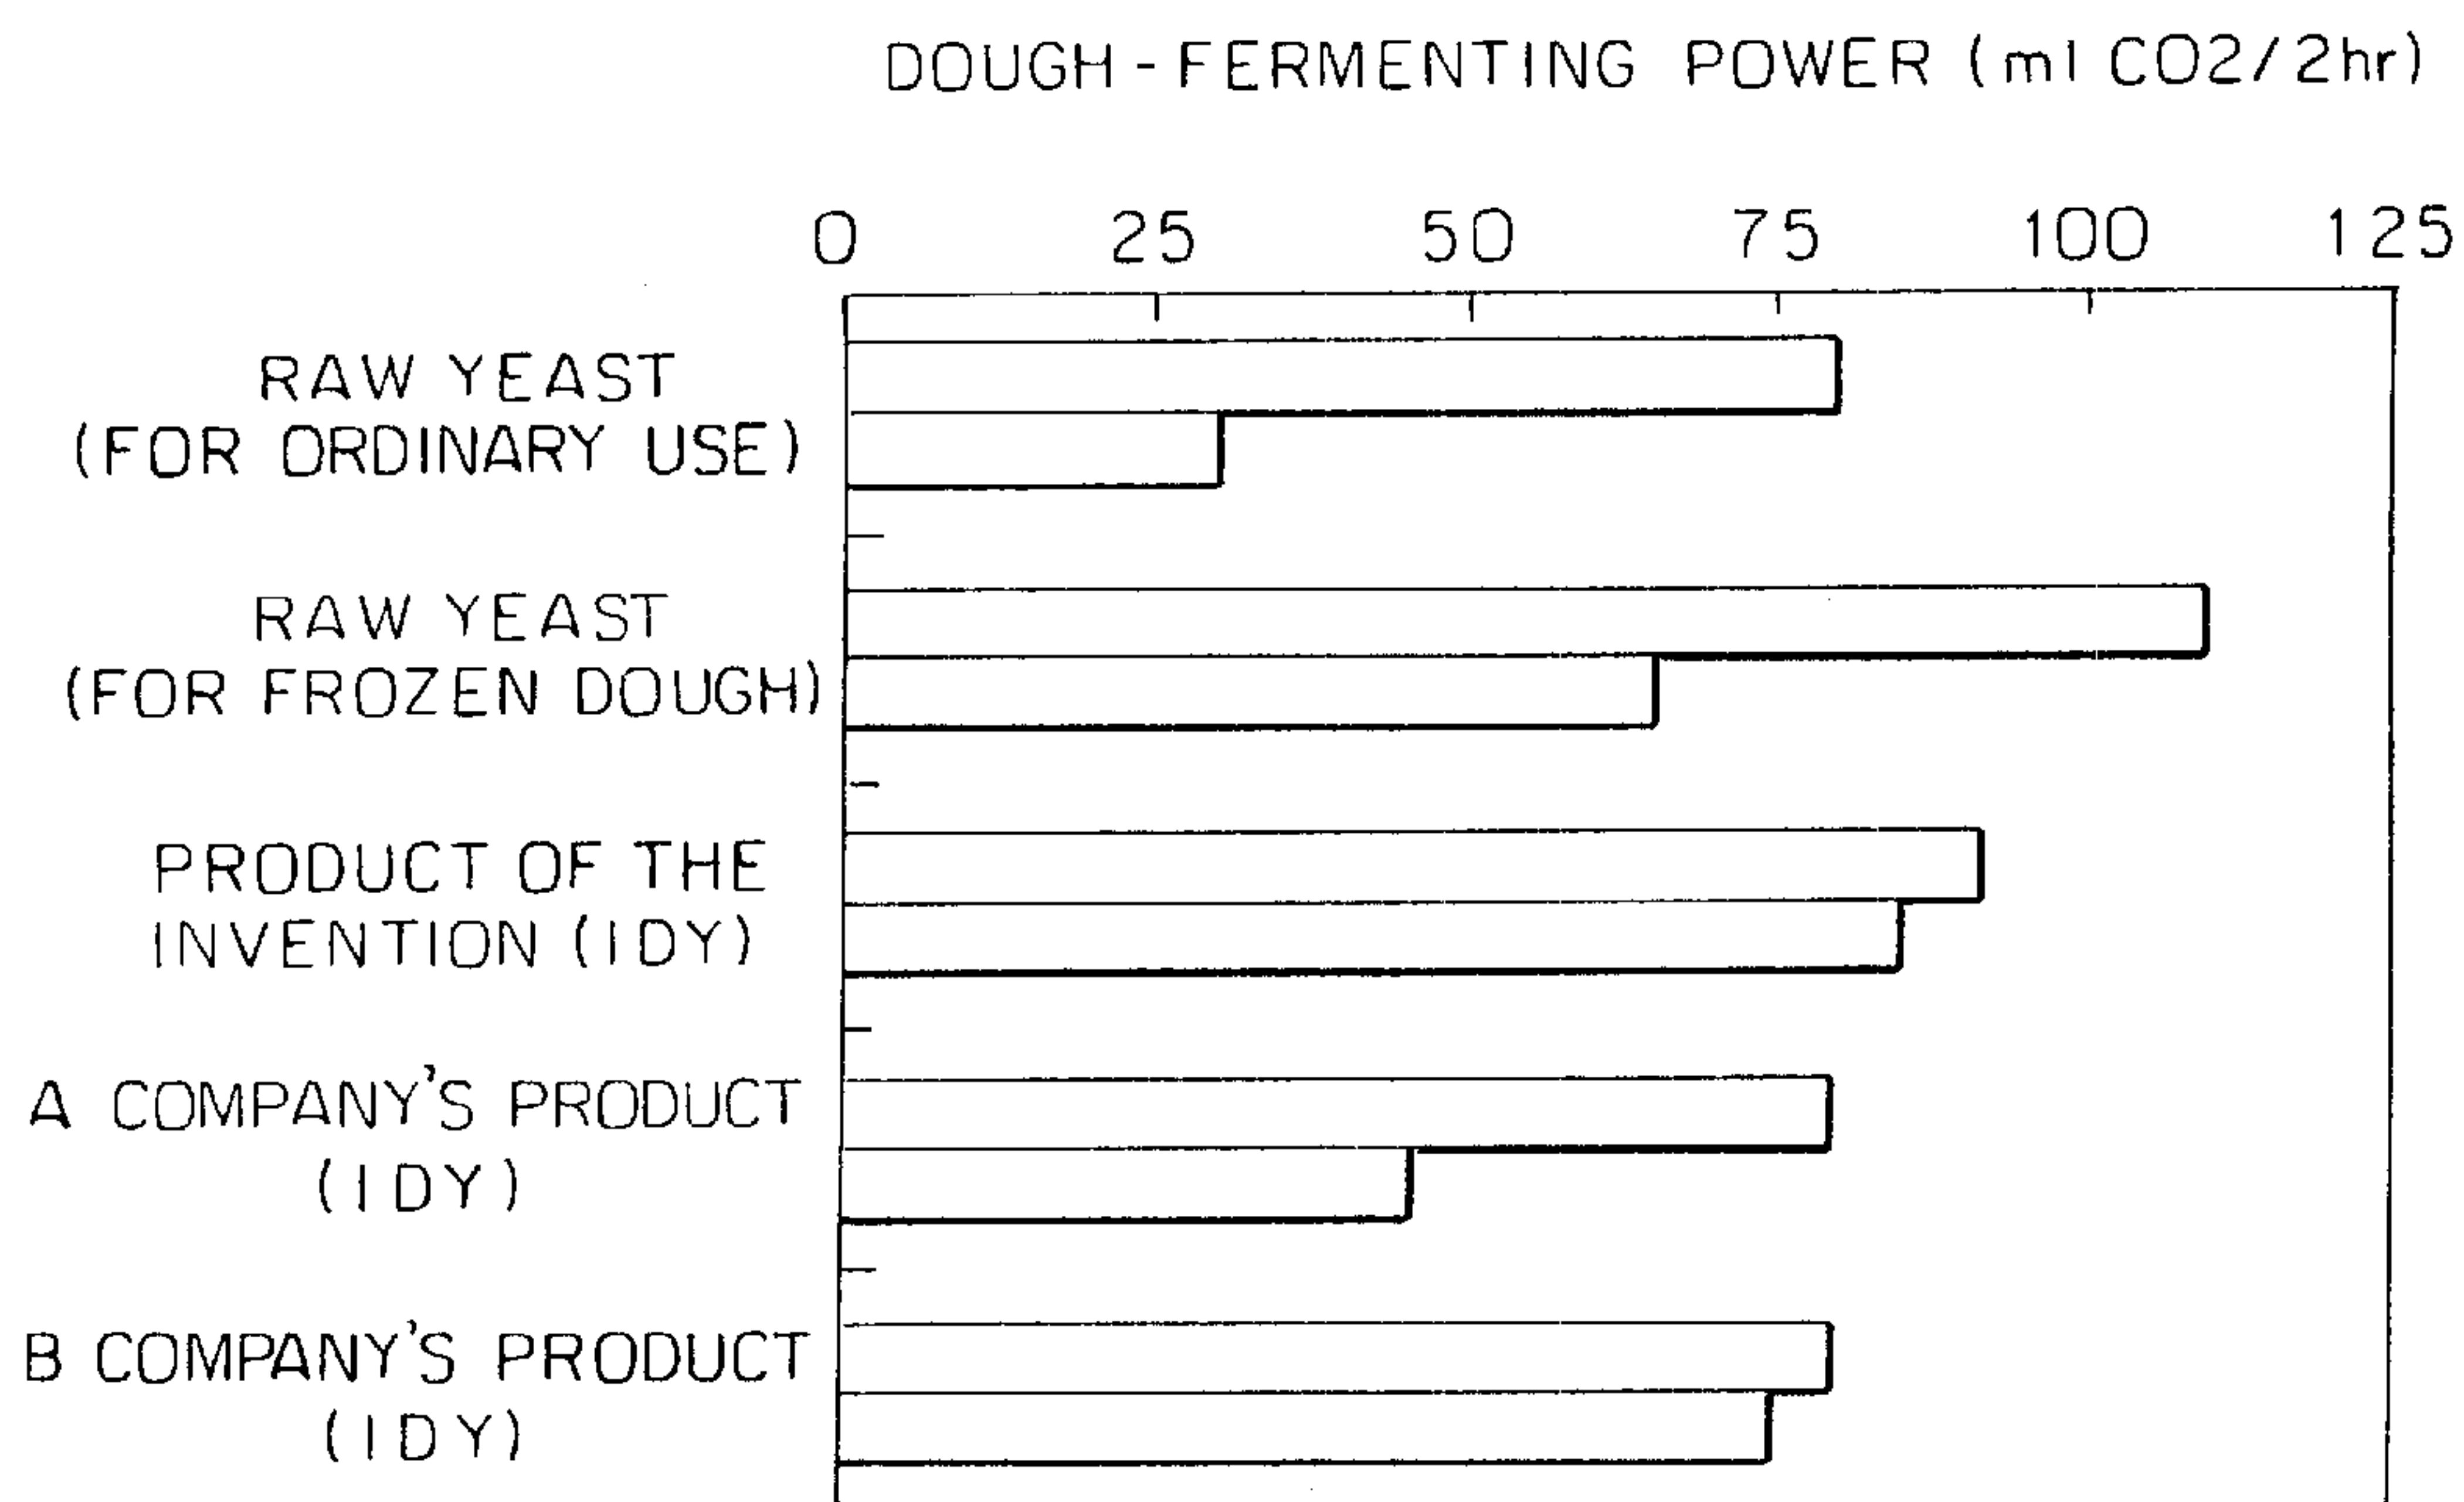 DOUGH-FERMENTING POWER (ml CO2/2hr)
0 25 50 75 100 125
RAW YEAST
(FOR ORDINARY USE)
RAW YEAST
(FOR FROZEN DOUGH)
PRODUCT OF THE
INVENTION (IDY)
A COMPANY'S PRODUCT
(IDY)
B COMPANY'S PRODUCT
(IDY)